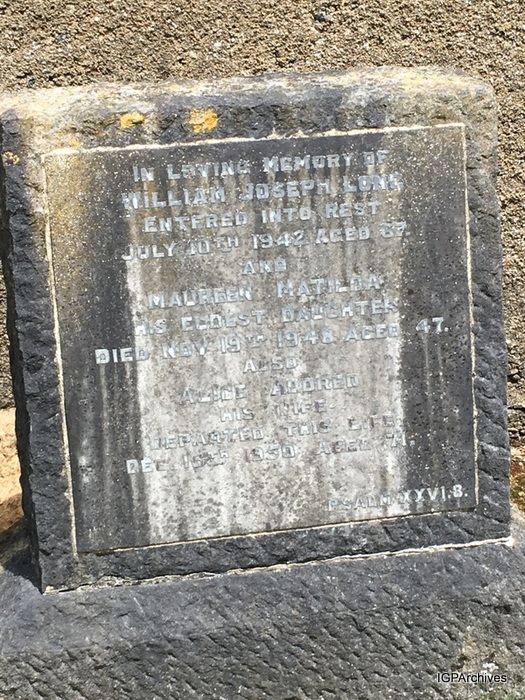 IN LOVING MEMORY OF
WILLIAM JOSEPH LONG
ENTERED INTO REST
JULY 10TH 1942 AGED 67.
AND
MAUREEN MATILDA
HIS ELDEST DAUGHTER
DIED NOV. 19TH 1948 AGED 47.
ALSO
ALICE
HIS WIFE
DEPARTED THIS LIFE
DEC 1950 AGED
PSALM XXVI.8.
IGPArchives